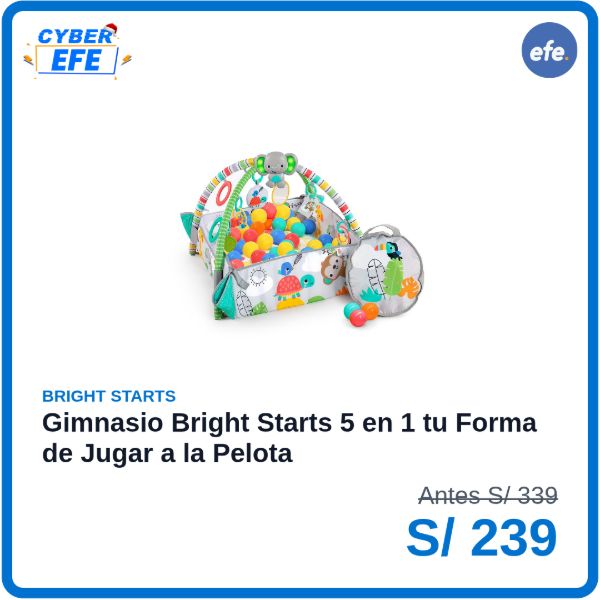 CYBER
EFE
efe.
BRIGHT STARTS
Gimnasio Bright Starts 5 en 1 tu Forma
de Jugar a la Pelota
Antes S/ 339
S/ 239